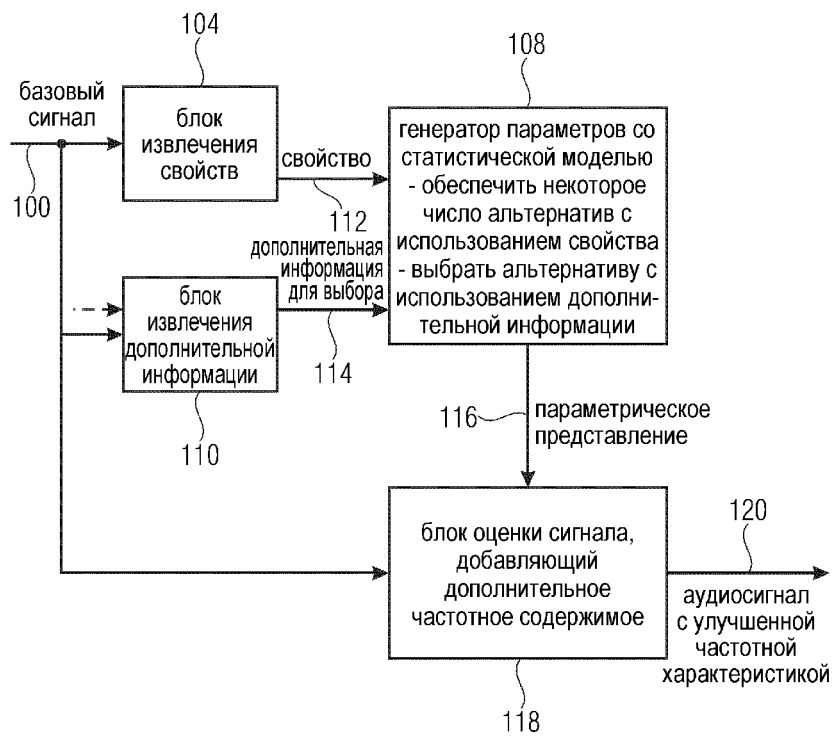 104
базовый
сигнал
100
блок
извлечения
свойств
свойство
112
108
генератор параметров со
статистической моделью
- обеспечить некоторое
число альтернатив с
использованием свойства
- выбрать альтернативу с
использованием дополни-
тельной информации
дополнительная
информация
для выбора
114
блок
извлечения
дополнительной
информации
110
116
параметрическое
представление
блок оценки сигнала,
добавляющий
дополнительное
частотное содержимое
118
120
аудиосигнал
с улучшенной
частотной
характеристикой